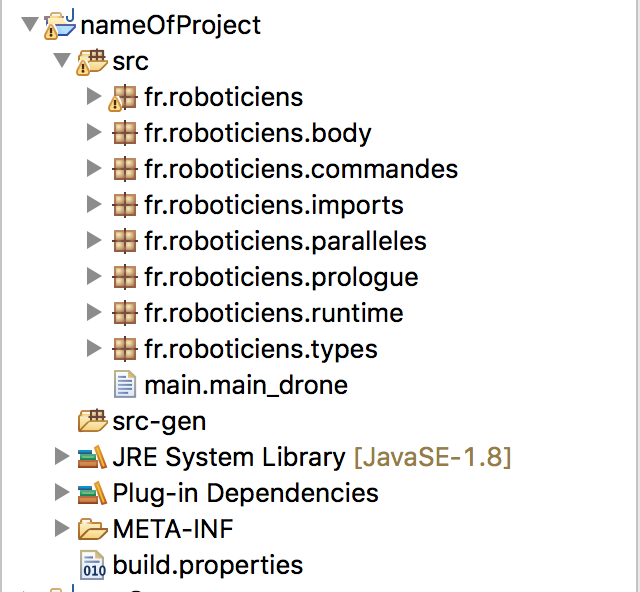 nameOfProject
src
fr.roboticiens
fr.roboticiens.body
fr.roboticiens.commandes
fr.roboticiens.imports
fr.roboticiens.paralleles
fr.roboticiens.prologue
fr.roboticiens.runtime
fr.roboticiens.types
main.main_drone
src-gen
JRE System Library [JavaSE-1.8]
Plug-in Dependencies
META-INF
build.properties